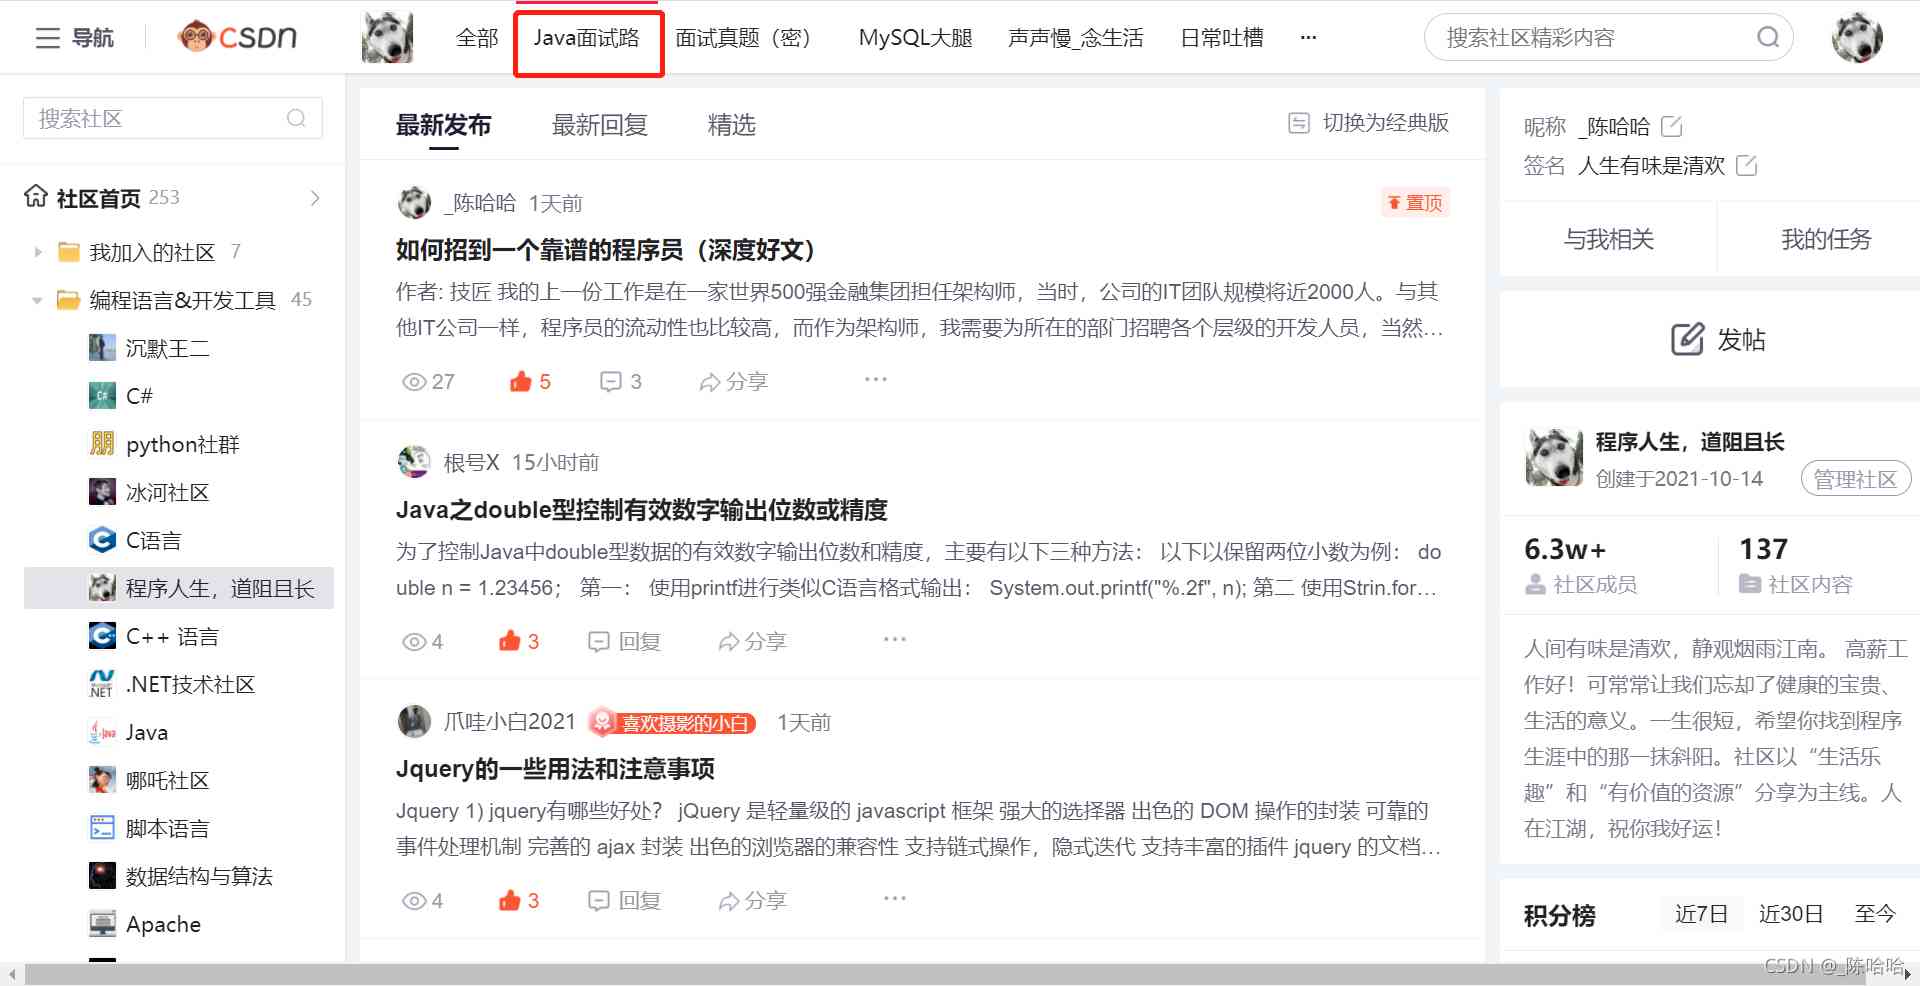 导航
CSDN
全部
Java面试路
面试真题（密）
MySQL大腿
声声慢_念生活
日常吐槽
···
搜索社区精彩内容
搜索社区
社区首页 253
我加入的社区 7
编程语言&开发工具 45
沉默王二
C#
python社群
冰河社区
C语言
程序人生，道阻且长
C++ 语言
.NET技术社区
Java
哪吒社区
脚本语言
数据结构与算法
Apache
最新发布
最新回复
精选
切换为经典版
_陈哈哈 1天前
置顶
如何招到一个靠谱的程序员（深度好文）
作者: 技匠 我的上一份工作是在一家世界500强金融集团担任架构师，当时，公司的IT团队规模将近2000人。与其
他IT公司一样，程序员的流动性也比较高，而作为架构师，我需要为所在的部门招聘各个层级的开发人员，当然…
27 5 3 分享 ···
根号X 15小时前
Java之double型控制有效数字输出位数或精度
为了控制Java中double型数据的有效数字输出位数和精度，主要有以下三种方法： 以下以保留两位小数为例： do
uble n = 1.23456； 第一： 使用printf进行类似C语言格式输出： System.out.printf("%.2f", n); 第二 使用Strin.for…
4 3 回复 分享 ···
爪哇小白2021 喜欢摄影的小白 1天前
Jquery的一些用法和注意事项
Jquery 1) jquery有哪些好处？ jQuery 是轻量级的 javascript 框架 强大的选择器 出色的 DOM 操作的封装 可靠的
事件处理机制 完善的 ajax 封装 出色的浏览器的兼容性 支持链式操作，隐式迭代 支持丰富的插件 jquery 的文档…
4 3 回复 分享 ···
昵称 _陈哈哈
签名 人生有味是清欢
与我相关
我的任务
发帖
程序人生，道阻且长
创建于2021-10-14
管理社区
6.3w+
社区成员
137
社区内容
人间有味是清欢，静观烟雨江南。 高薪工
作好！可常常让我们忘却了健康的宝贵、
生活的意义。一生很短，希望你找到程序
生涯中的那一抹斜阳。社区以“生活乐
趣”和“有价值的资源”分享为主线。人
在江湖，祝你我好运！
积分榜
近7日
近30日
至今
CSDN @_陈哈哈